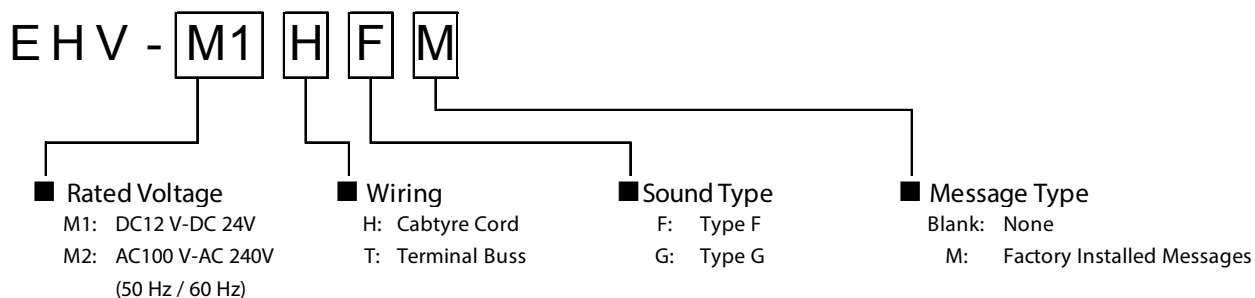 EHV - M1 H F M
■ Rated Voltage
M1: DC12 V-DC 24V
M2: AC100 V-AC 240V
(50 Hz / 60 Hz)
■ Wiring
H: Cabtyre Cord
T: Terminal Buss
■ Sound Type
F: Type F
G: Type G
■ Message Type
Blank: None
M: Factory Installed Messages